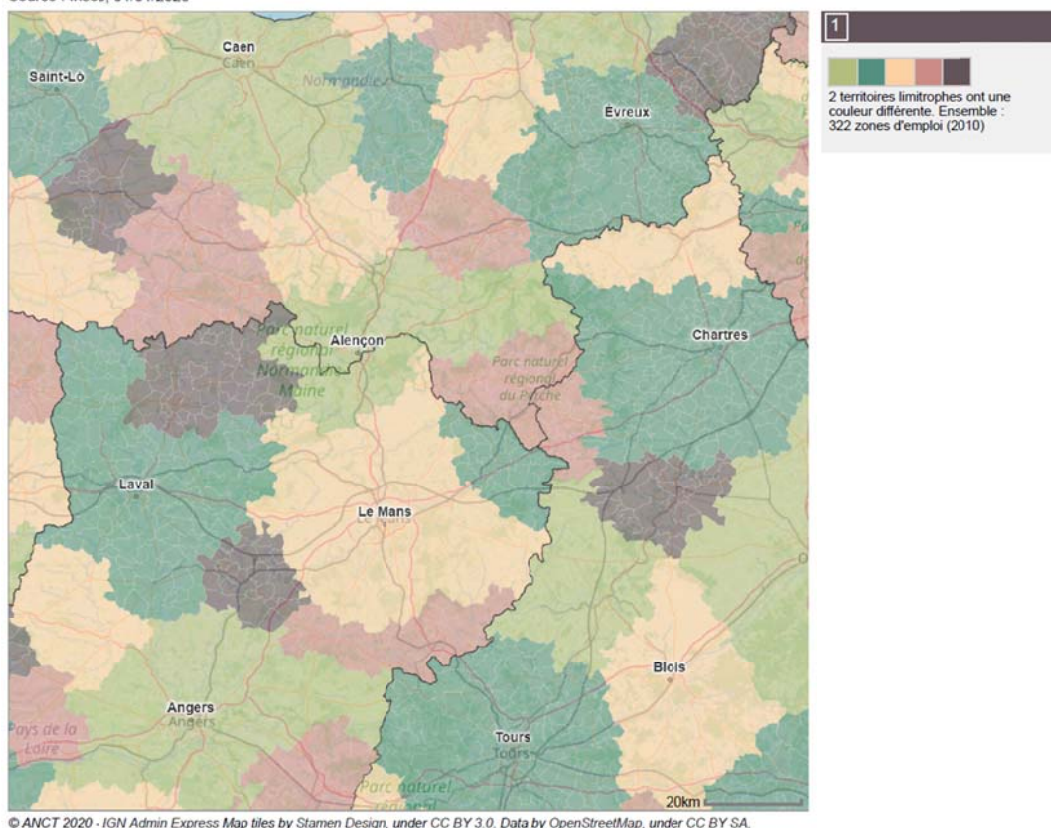 1
2 territoires limitrophes ont une
couleur différente. Ensemble :
322 zones d'emploi (2010)
Caen
Caen
Saint-Lô
Normandie
Évreux
Chartres
Parc naturel
régional
Normandie
Maine
Alençon
Parc naturel
régional
du Perche
Laval
Le Mans
Le Mans
Blois
Angers
Angers
Pays de la
Loire
Tours
Tours
Parc naturel
régional
20km
© ANCT 2020 - IGN Admin Express Map tiles by Stamen Design, under CC BY 3.0. Data by OpenStreetMap, under CC BY SA.